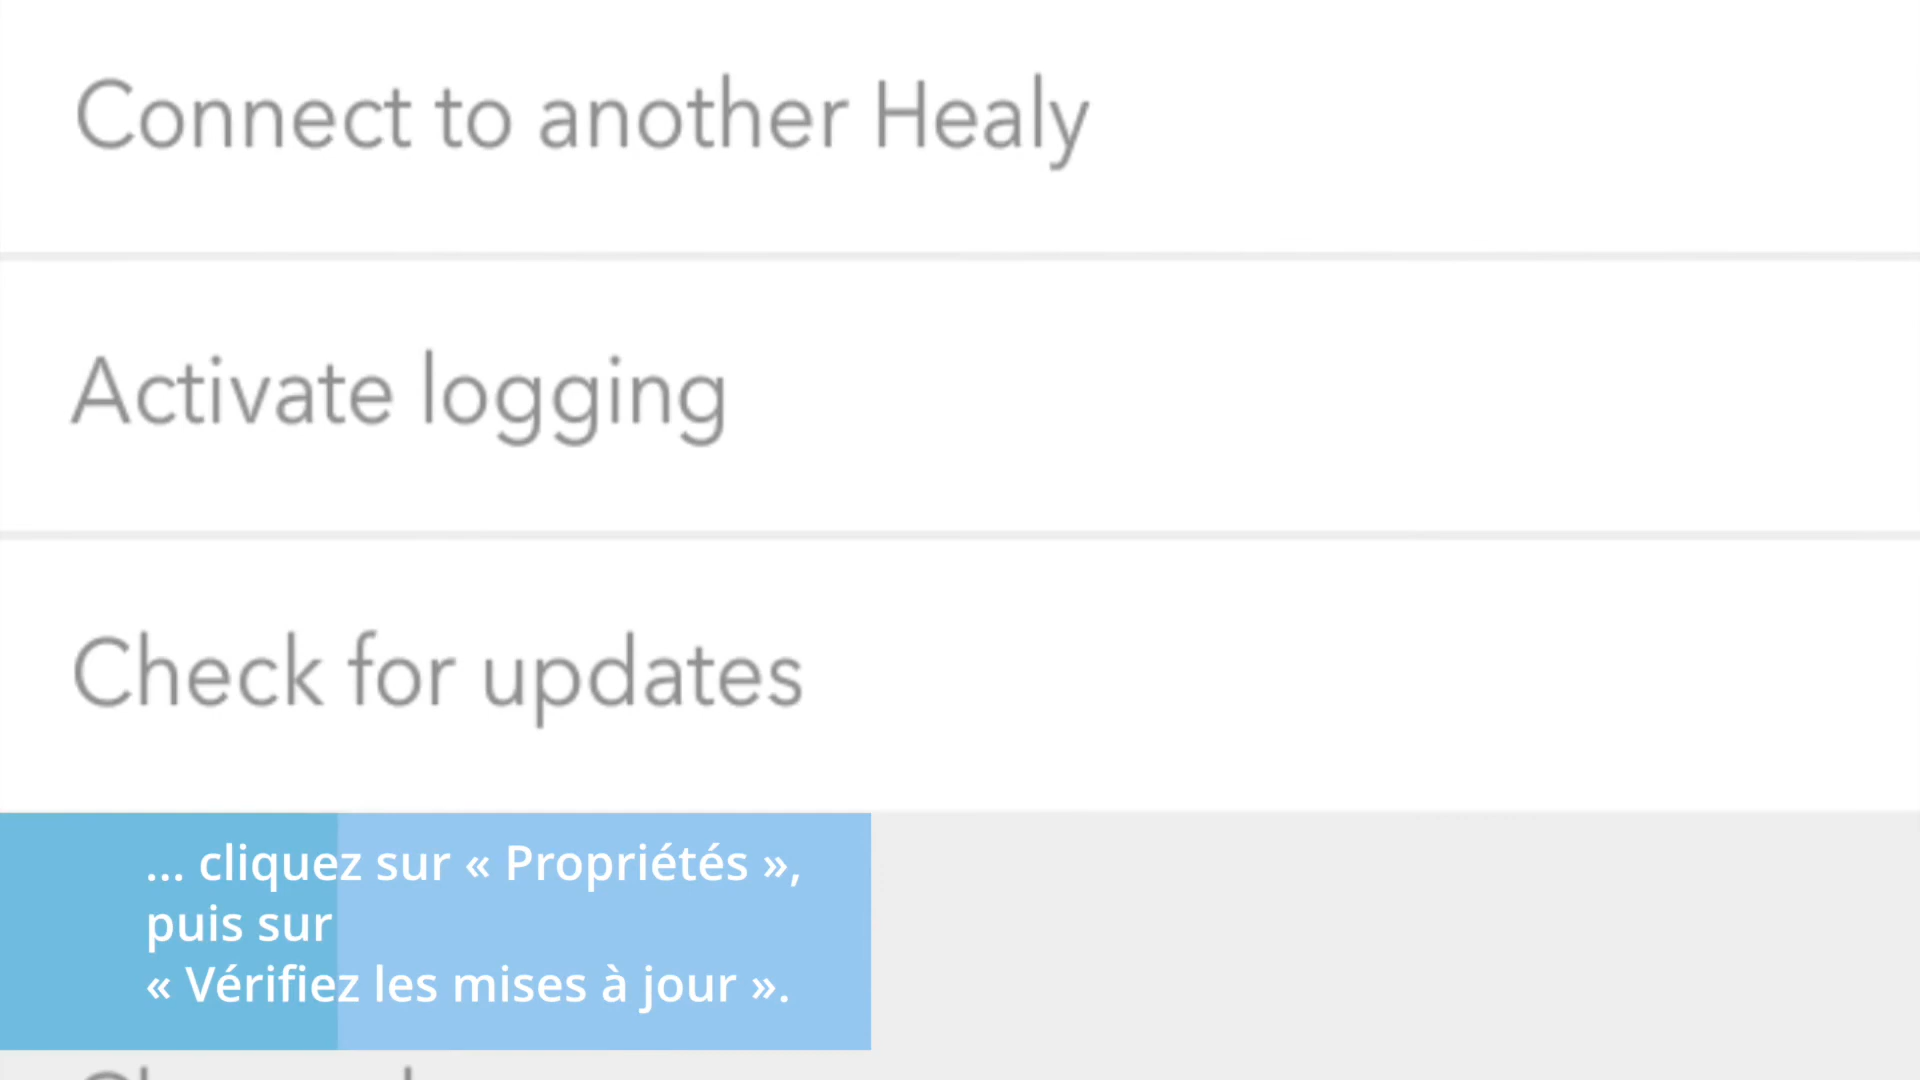 Connect to another Healy
Activate logging
Check for updates
... cliquez sur « Propriétés »,
puis sur
« Vérifiez les mises à jour ».